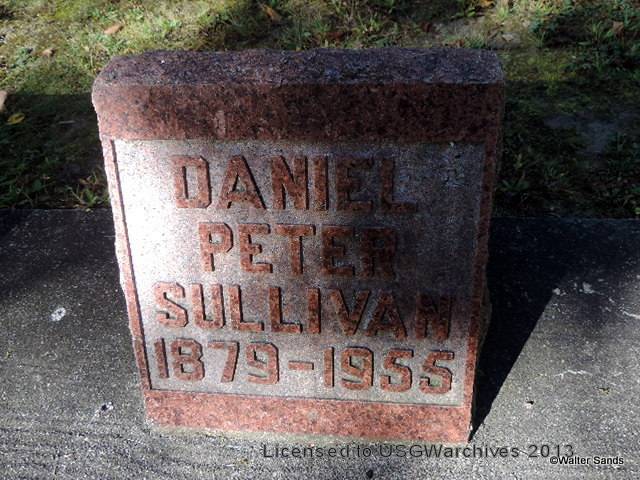 DANIEL
PETER
SULLIVAN
1879-1955
Licensed to USGWarchives 2013
©Walter Sands